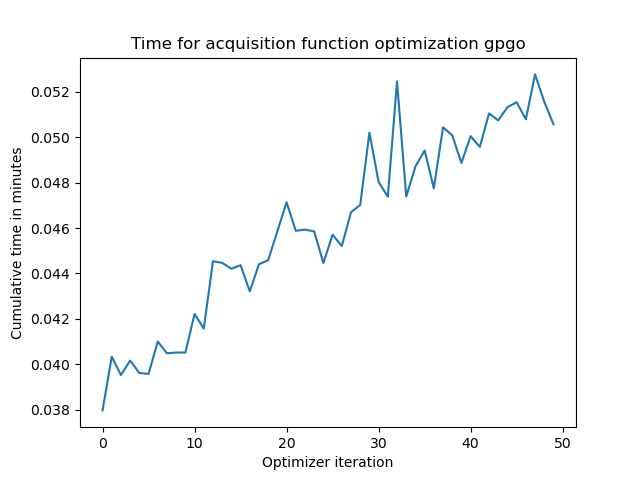 Time for acquisition function optimization gpgo
Cumulative time in minutes
0.052
0.050
0.048
0.046
0.044
0.042
0.040
0.038
0 10 20 30 40 50
Optimizer iteration